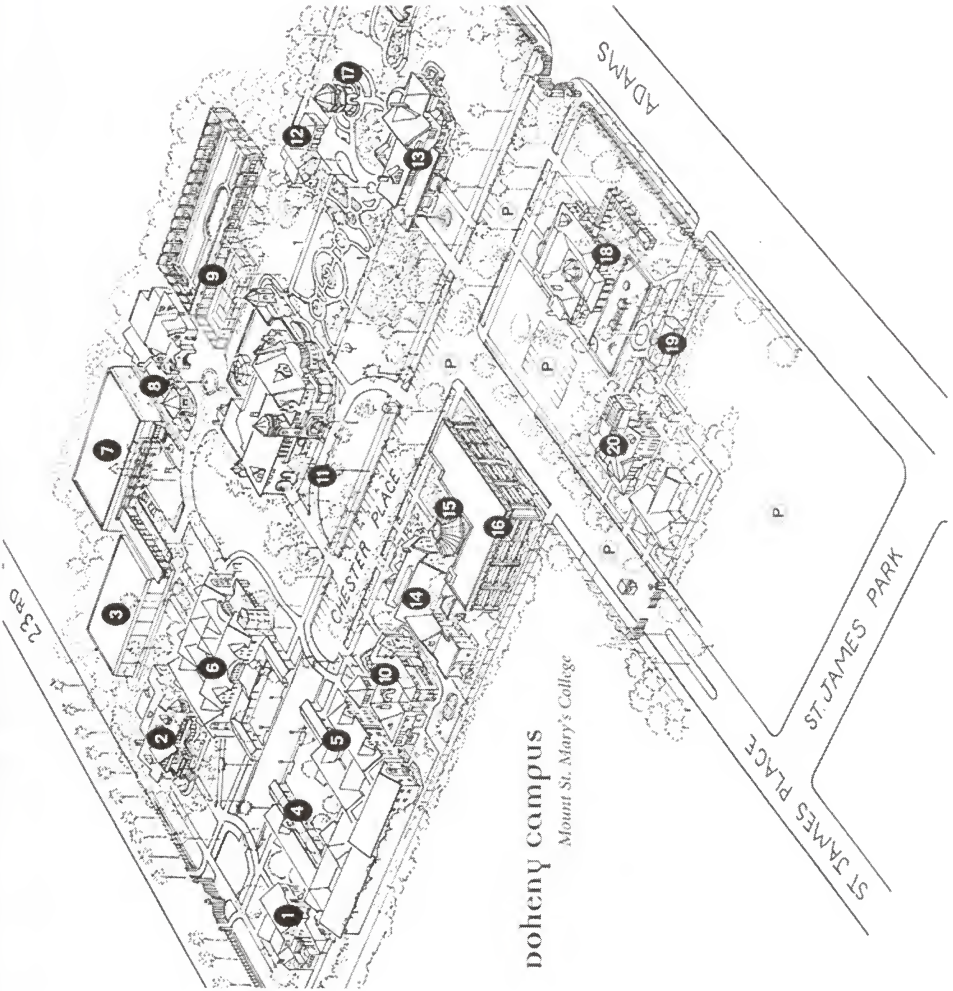 23RD
ADAMS
CHESTER PLACE
ST. JAMES PARK
ST JAMES PLACE
DOHENY CAMPUS
Mount St. Mary's College
1
2
3
4
5
6
7
8
9
10
11
12
13
14
15
16
17
18
19
20
P
P
P
P
P